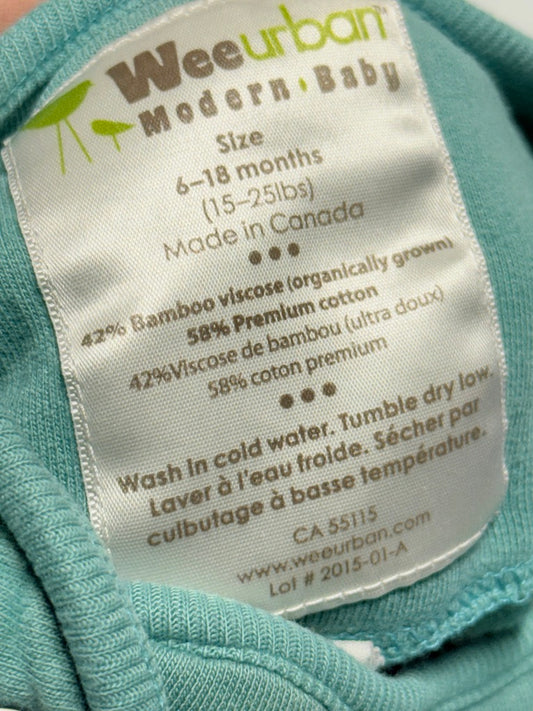 Weeurban™
Modern • Baby
Size
6–18 months
(15–25lbs)
Made in Canada
•••
42% Bamboo viscose (organically grown)
58% Premium cotton
42%Viscose de bambou (ultra doux)
58% coton premium
•••
Wash in cold water. Tumble dry low.
Laver à l'eau froide. Sécher par
culbutage à basse température.
CA 55115
www.weeurban.com
Lot # 2015-01-A